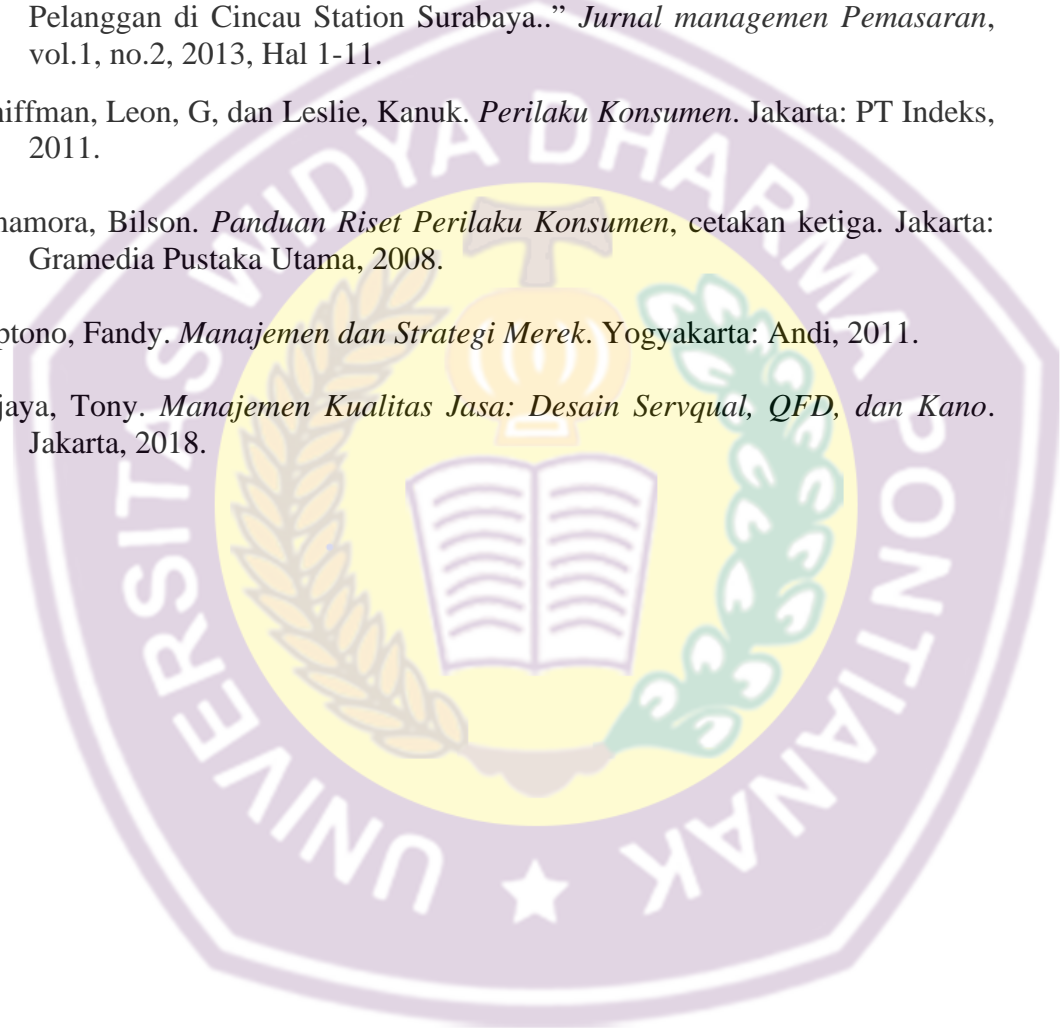 Pelanggan di Cincau Station Surabaya..” Jurnal managemen Pemasaran,
vol.1, no.2, 2013, Hal 1-11.
iffman, Leon, G, dan Leslie, Kanuk. Perilaku Konsumen. Jakarta: PT Indeks,
2011.
namora, Bilson. Panduan Riset Perilaku Konsumen, cetakan ketiga. Jakarta:
Gramedia Pustaka Utama, 2008.
ptono, Fandy. Manajemen dan Strategi Merek. Yogyakarta: Andi, 2011.
jaya, Tony. Manajemen Kualitas Jasa: Desain Servqual, QFD, dan Kano.
Jakarta, 2018.
UNIVERSITAS WIDYA DHARMA PONTIANAK